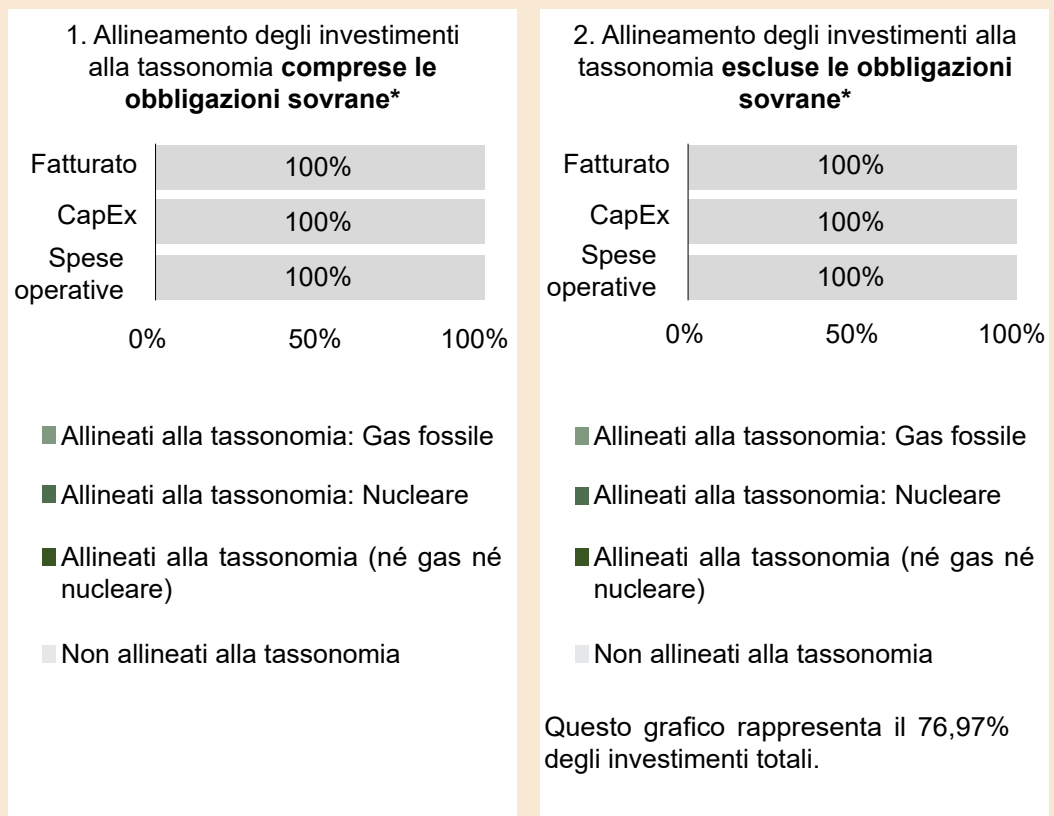 1. Allineamento degli investimenti
alla tassonomia comprese le
obbligazioni sovrane*
Fatturato
100%
CapEx
100%
Spese
operative
100%
0%
50%
100%
Allineati alla tassonomia: Gas fossile
Allineati alla tassonomia: Nucleare
Allineati alla tassonomia (né gas né
nucleare)
Non allineati alla tassonomia
2. Allineamento degli investimenti alla
tassonomia escluse le obbligazioni
sovrane*
Fatturato
100%
CapEx
100%
Spese
operative
100%
0%
50%
100%
Allineati alla tassonomia: Gas fossile
Allineati alla tassonomia: Nucleare
Allineati alla tassonomia (né gas né
nucleare)
Non allineati alla tassonomia
Questo grafico rappresenta il 76,97%
degli investimenti totali.